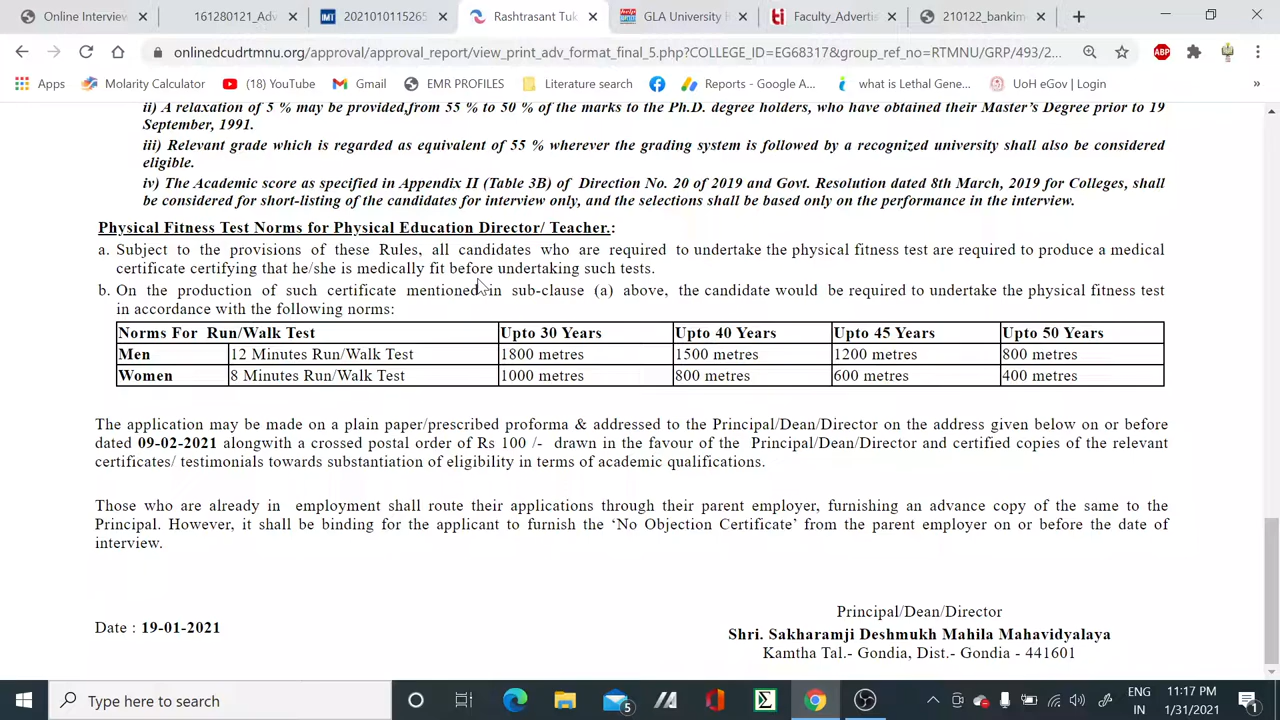 Online Interview
161280121_Adv
2021010115265
Rashtrasant Tuk
GLA University
Faculty_Advertis
210122_bankim
onlinedcudrtmnu.org/approval/approval_report/view_print_adv_format_final_5.php?COLLEGE_ID=EG68317&group_ref_no=RTMNU/GRP/493/2...
ABP
Apps
Molarity Calculator
(18) YouTube
Gmail
EMR PROFILES
Literature search
Reports - Google A...
what is Lethal Gene...
UoH eGov | Login
»
ii) A relaxation of 5 % may be provided,from 55 % to 50 % of the marks to the Ph.D. degree holders, who have obtained their Master's Degree prior to 19
September, 1991.
iii) Relevant grade which is regarded as equivalent of 55 % wherever the grading system is followed by a recognized university shall also be considered
eligible.
iv) The Academic score as specified in Appendix II (Table 3B) of Direction No. 20 of 2019 and Govt. Resolution dated 8th March, 2019 for Colleges, shall
be considered for short-listing of the candidates for interview only, and the selections shall be based only on the performance in the interview.
Physical Fitness Test Norms for Physical Education Director/ Teacher.:
a. Subject to the provisions of these Rules, all candidates who are required to undertake the physical fitness test are required to produce a medical
certificate certifying that he/she is medically fit before undertaking such tests.
b. On the production of such certificate mentioned in sub-clause (a) above, the candidate would be required to undertake the physical fitness test
in accordance with the following norms:
Norms For Run/Walk Test Upto 30 Years Upto 40 Years Upto 45 Years Upto 50 Years
Men 12 Minutes Run/Walk Test 1800 metres 1500 metres 1200 metres 800 metres
Women 8 Minutes Run/Walk Test 1000 metres 800 metres 600 metres 400 metres
The application may be made on a plain paper/prescribed proforma & addressed to the Principal/Dean/Director on the address given below on or before
dated 09-02-2021 alongwith a crossed postal order of Rs 100 /- drawn in the favour of the Principal/Dean/Director and certified copies of the relevant
certificates/ testimonials towards substantiation of eligibility in terms of academic qualifications.
Those who are already in employment shall route their applications through their parent employer, furnishing an advance copy of the same to the
Principal. However, it shall be binding for the applicant to furnish the 'No Objection Certificate' from the parent employer on or before the date of
interview.
Principal/Dean/Director
Date : 19-01-2021
Shri. Sakharamji Deshmukh Mahila Mahavidyalaya
Kamtha Tal.- Gondia, Dist.- Gondia - 441601
Type here to search
5
ENG
IN
11:17 PM
1/31/2021
1